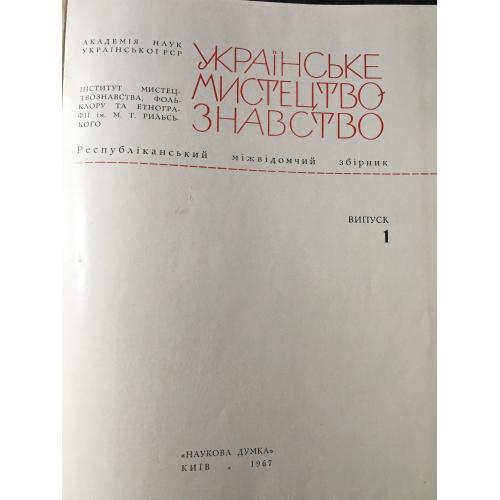 АКАДЕМІЯ НАУК
УКРАЇНСЬКОЇ РСР
ІНСТИТУТ МИСТЕЦ-
ТВОЗНАВСТВА, ФОЛЬ-
КЛОРУ ТА ЕТНОГРА-
ФІЇ ім. М. Т. РИЛЬСЬ-
КОГО
УКРАЇНСЬКЕ
МИСТЕЦТВО
ЗНАВСТВО
Республіканський міжвідомчий збірник
ВИПУСК
1
«НАУКОВА ДУМКА»
КИЇВ • 1967